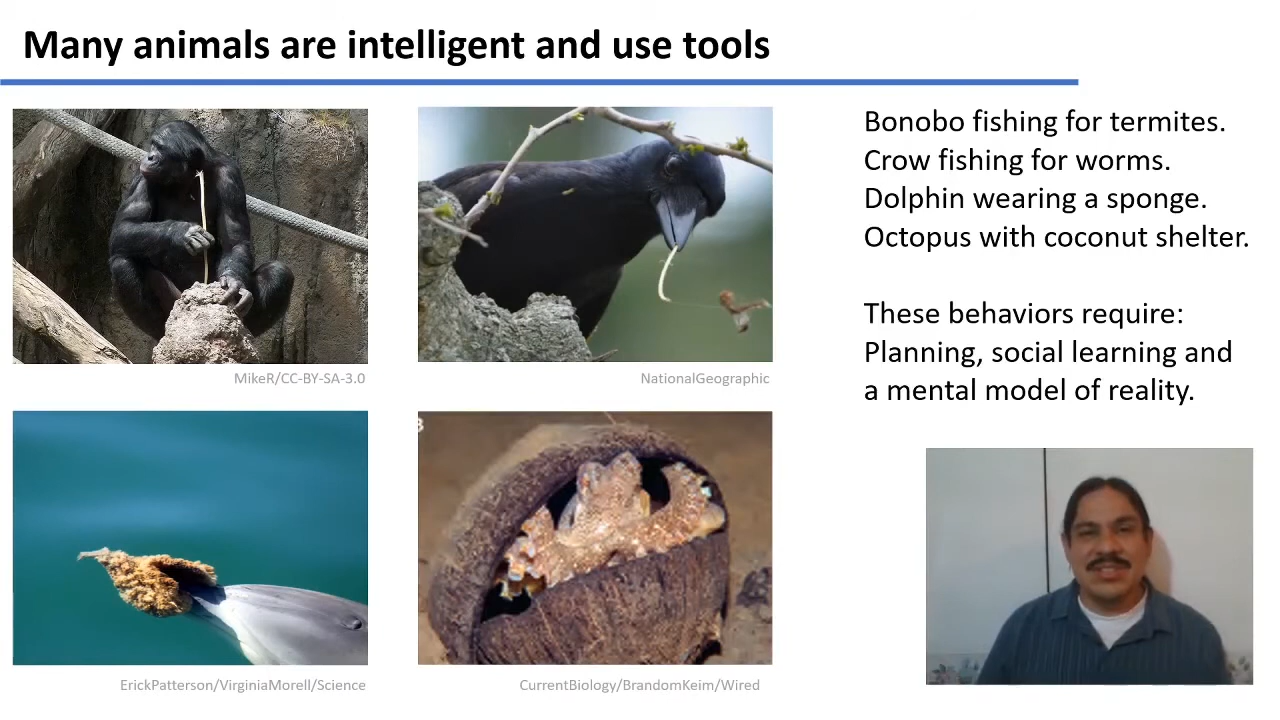 Many animals are intelligent and use tools
MikeR/CC-BY-SA-3.0
NationalGeographic
ErickPatterson/VirginiaMorell/Science
CurrentBiology/BrandomKeim/Wired
Bonobo fishing for termites.
Crow fishing for worms.
Dolphin wearing a sponge.
Octopus with coconut shelter.
These behaviors require:
Planning, social learning and
a mental model of reality.